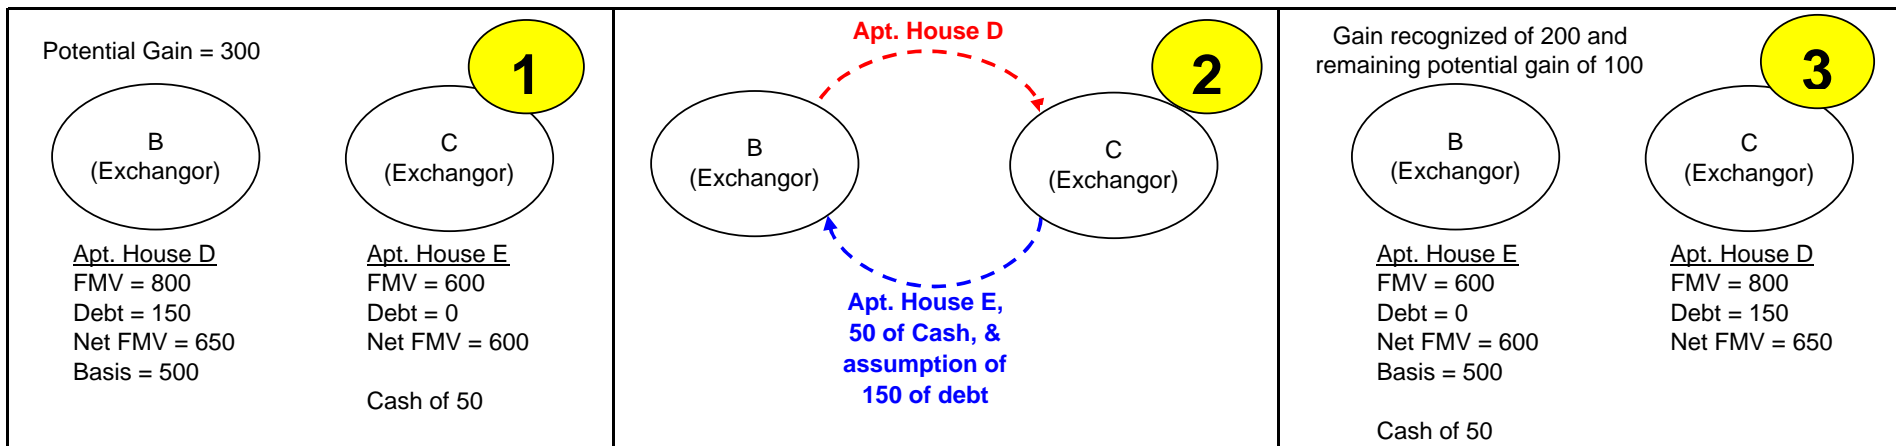 Potential Gain = 300
1
B
(Exchangor)
C
(Exchangor)
Apt. House D
FMV = 800
Debt = 150
Net FMV = 650
Basis = 500
Apt. House E
FMV = 600
Debt = 0
Net FMV = 600
Cash of 50
Apt. House D
2
B
(Exchangor)
C
(Exchangor)
Apt. House E,
50 of Cash, &
assumption of
150 of debt
Gain recognized of 200 and
remaining potential gain of 100
3
B
(Exchangor)
C
(Exchangor)
Apt. House E
FMV = 600
Debt = 0
Net FMV = 600
Basis = 500
Cash of 50
Apt. House D
FMV = 800
Debt = 150
Net FMV = 650